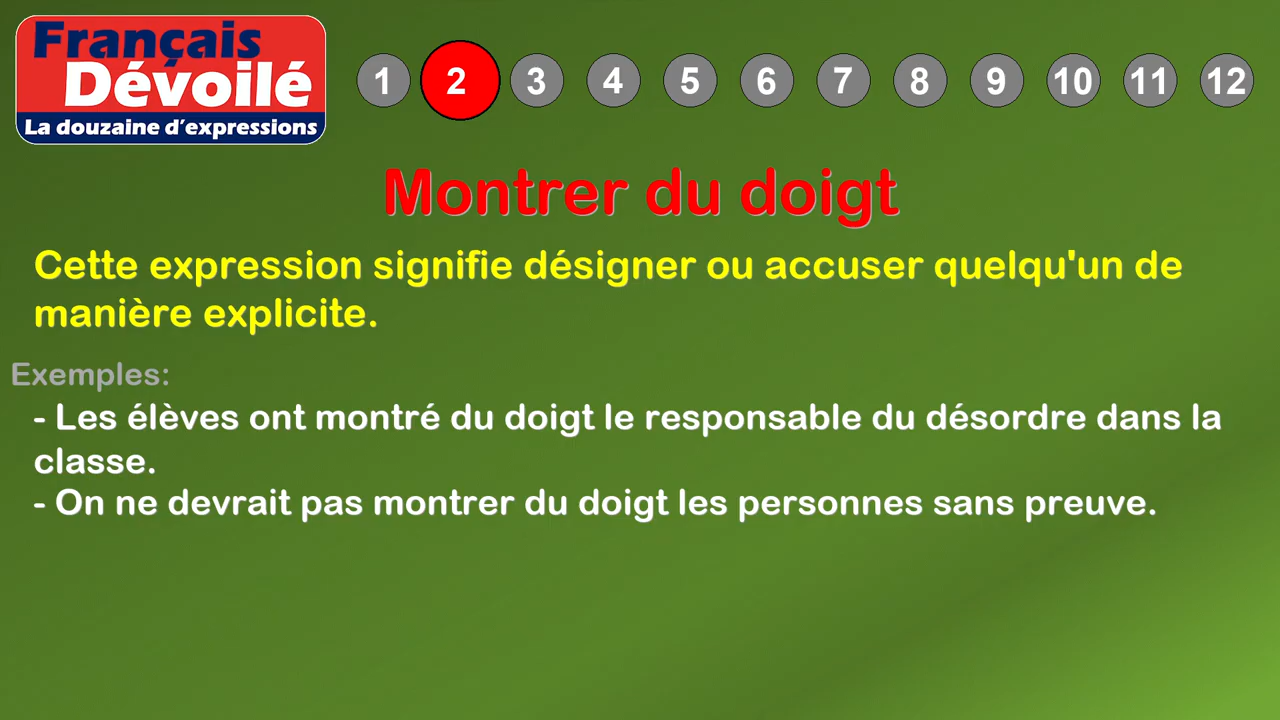 Français
Dévoilé
La douzaine d'expressions
1 2 3 4 5 6 7 8 9 10 11 12
Montrer du doigt
Cette expression signifie désigner ou accuser quelqu'un de
manière explicite.
Exemples:
- Les élèves ont montré du doigt le responsable du désordre dans la
classe.
- On ne devrait pas montrer du doigt les personnes sans preuve.